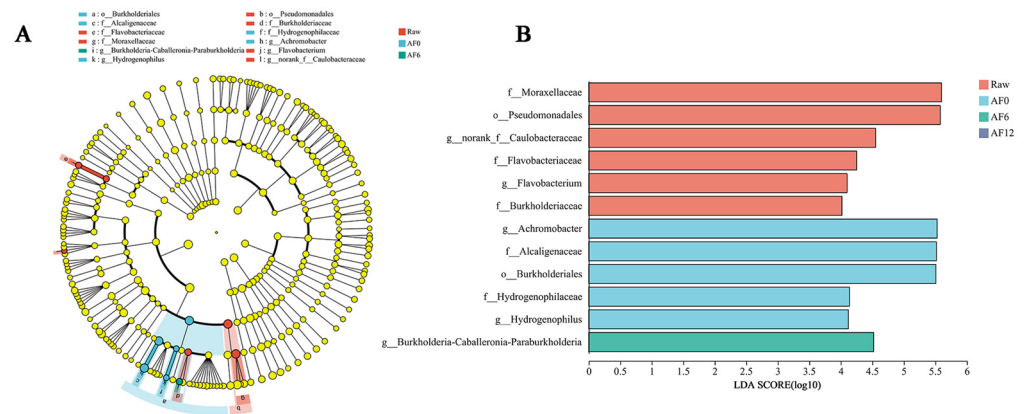 A
a : o__Burkholderiales
b : o__Pseudomonadales
c : f__Alcaligenaceae
d : f__Burkholderiaceae
e : f__Flavobacteriaceae
f : f__Hydrogenophilaceae
g : f__Moraxellaceae
h : g__Achromobacter
i : g__Burkholderia-Caballeronia-Paraburkholderia
j : g__Flavobacterium
k : g__Hydrogenophilus
l : g__norank_f__Caulobacteraceae
Raw
AF0
AF6
e
c
f
a
d
g
b
B
f__Moraxellaceae
o__Pseudomonadales
g__norank_f__Caulobacteraceae
f__Flavobacteriaceae
g__Flavobacterium
f__Burkholderiaceae
g__Achromobacter
f__Alcaligenaceae
o__Burkholderiales
f__Hydrogenophilaceae
g__Hydrogenophilus
g__Burkholderia-Caballeronia-Paraburkholderia
0 0.5 1 1.5 2 2.5 3 3.5 4 4.5 5 5.5 6
LDA SCORE(log10)
Raw
AF0
AF6
AF12